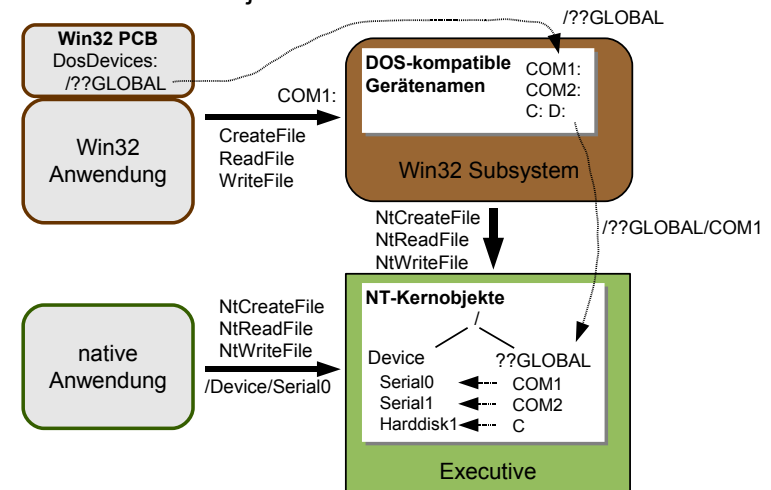 /??GLOBAL
Win32 PCB
DosDevices:
/??GLOBAL
Win32
Anwendung
COM1:
CreateFile
ReadFile
WriteFile
DOS-kompatible
Gerätenamen
COM1:
COM2:
C: D:
Win32 Subsystem
NtCreateFile
NtReadFile
NtWriteFile
/??GLOBAL/COM1
native
Anwendung
NtCreateFile
NtReadFile
NtWriteFile
/Device/Serial0
NT-Kernobjekte
/
Device
??GLOBAL
Serial0
COM1
Serial1
COM2
Harddisk1
C
Executive